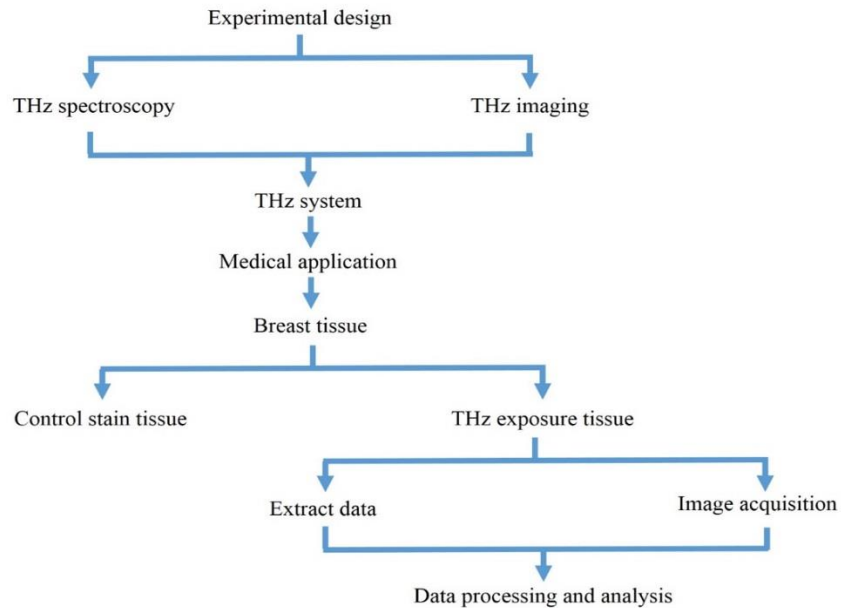 Experimental design
THz spectroscopy
THz imaging
THz system
Medical application
Breast tissue
Control stain tissue
THz exposure tissue
Extract data
Image acquisition
Data processing and analysis